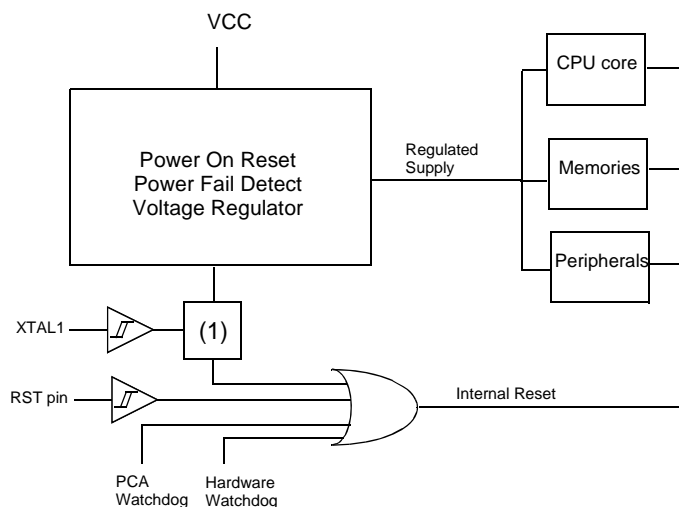 VCC
CPU core
Power On Reset
Power Fail Detect
Voltage Regulator
Regulated
Supply
Memories
Peripherals
XTAL1
(1)
RST pin
Internal Reset
PCA
Watchdog
Hardware
Watchdog